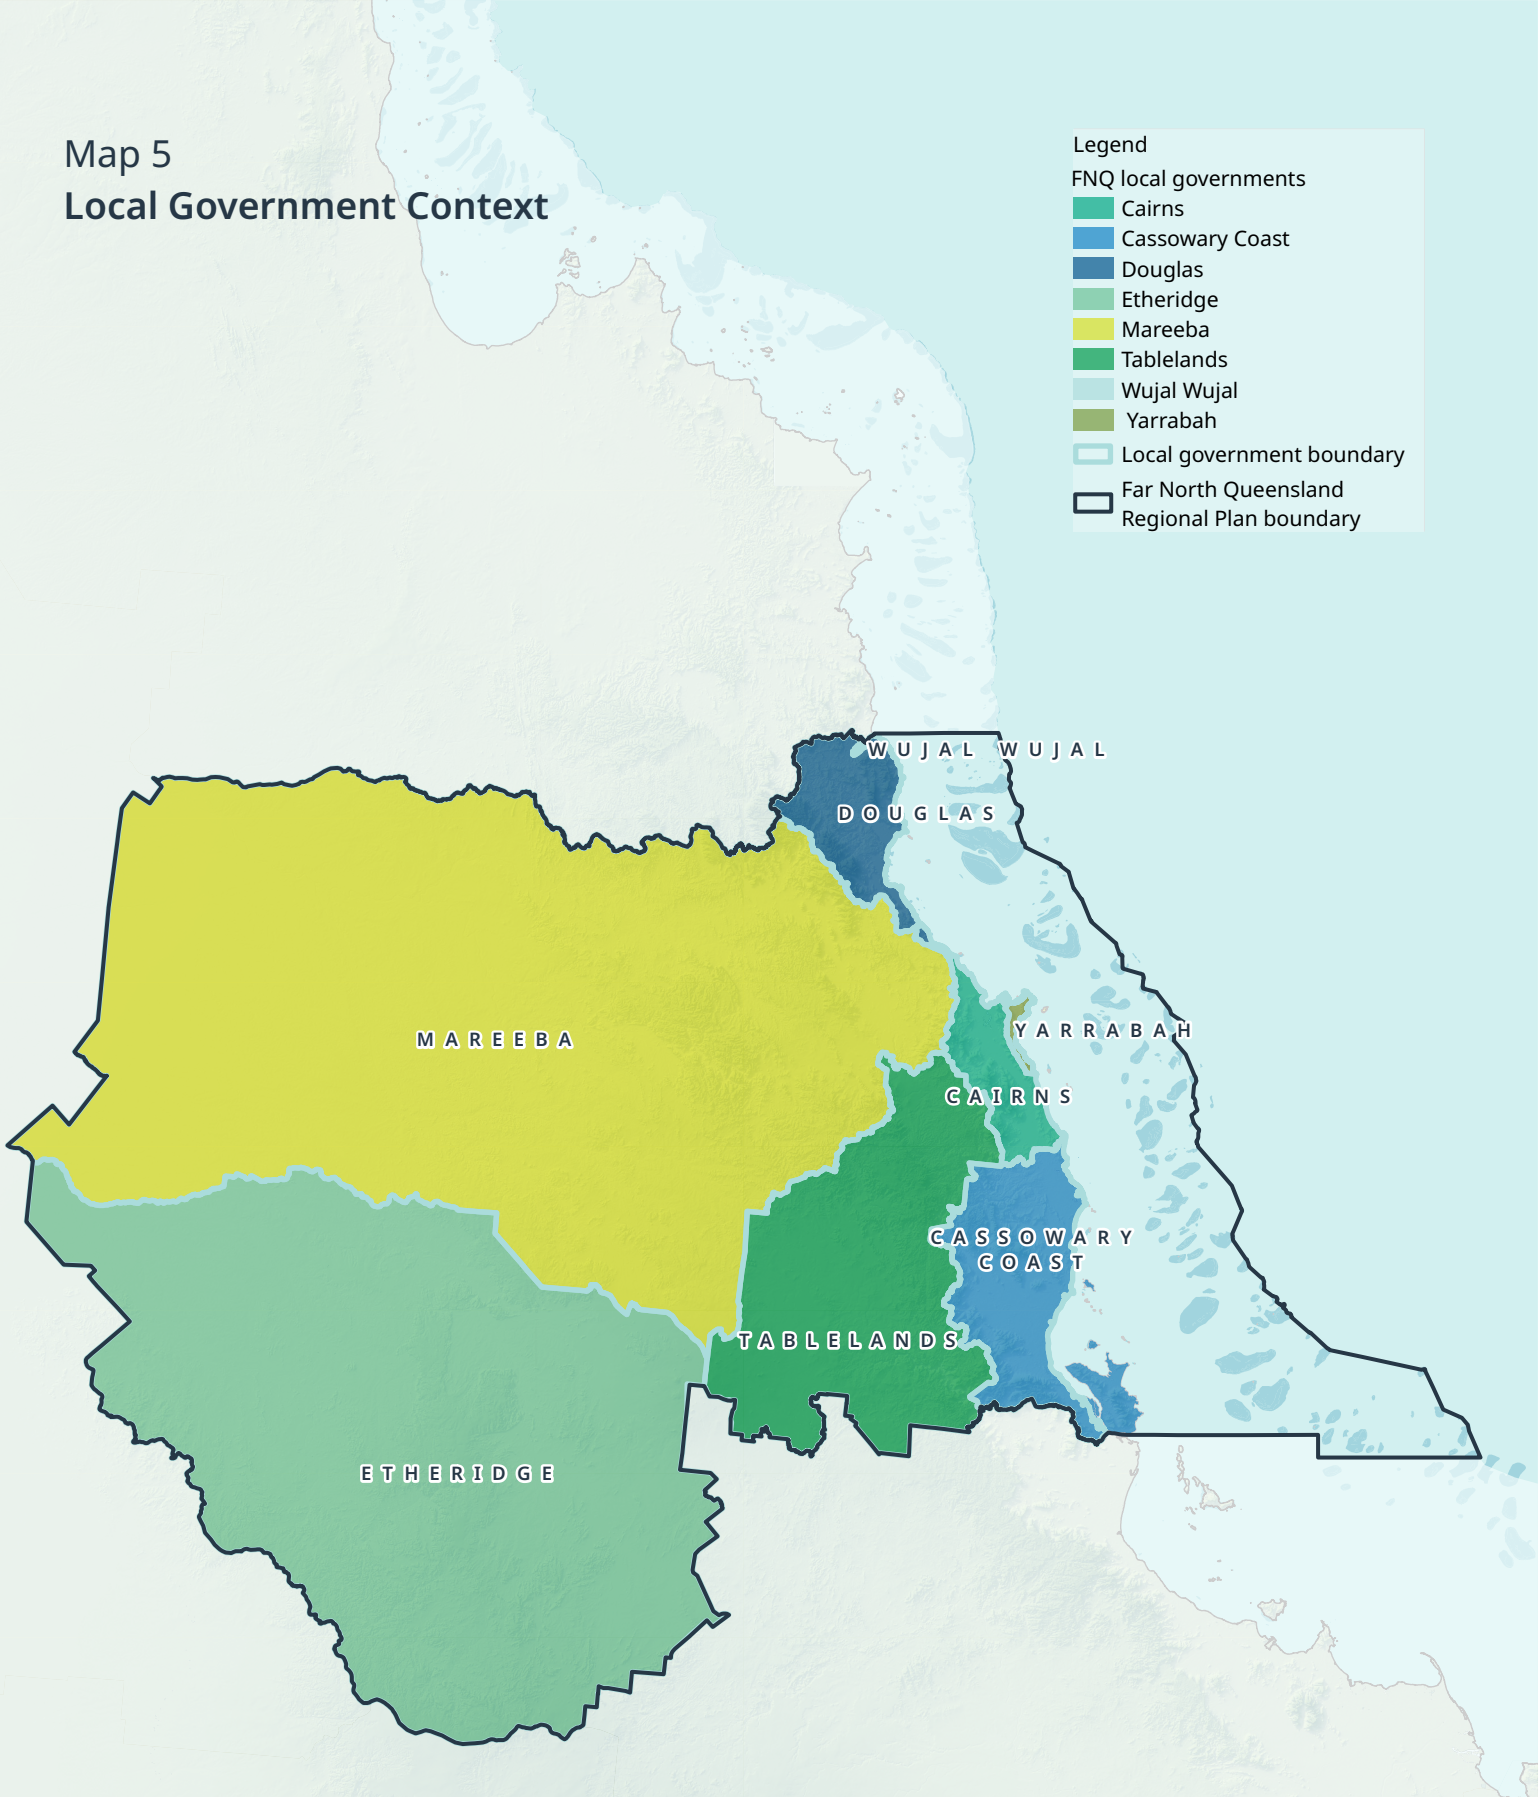 Map 5
Local Government Context
Legend
FNQ local governments
Cairns
Cassowary Coast
Douglas
Etheridge
Mareeba
Tablelands
Wujal Wujal
Yarrabah
Local government boundary
Far North Queensland
Regional Plan boundary
WUJAL WUJAL
DOUGLAS
YARRABAH
MAREEBA
CAIRNS
CASSOWARY
COAST
TABLELANDS
ETHERIDGE